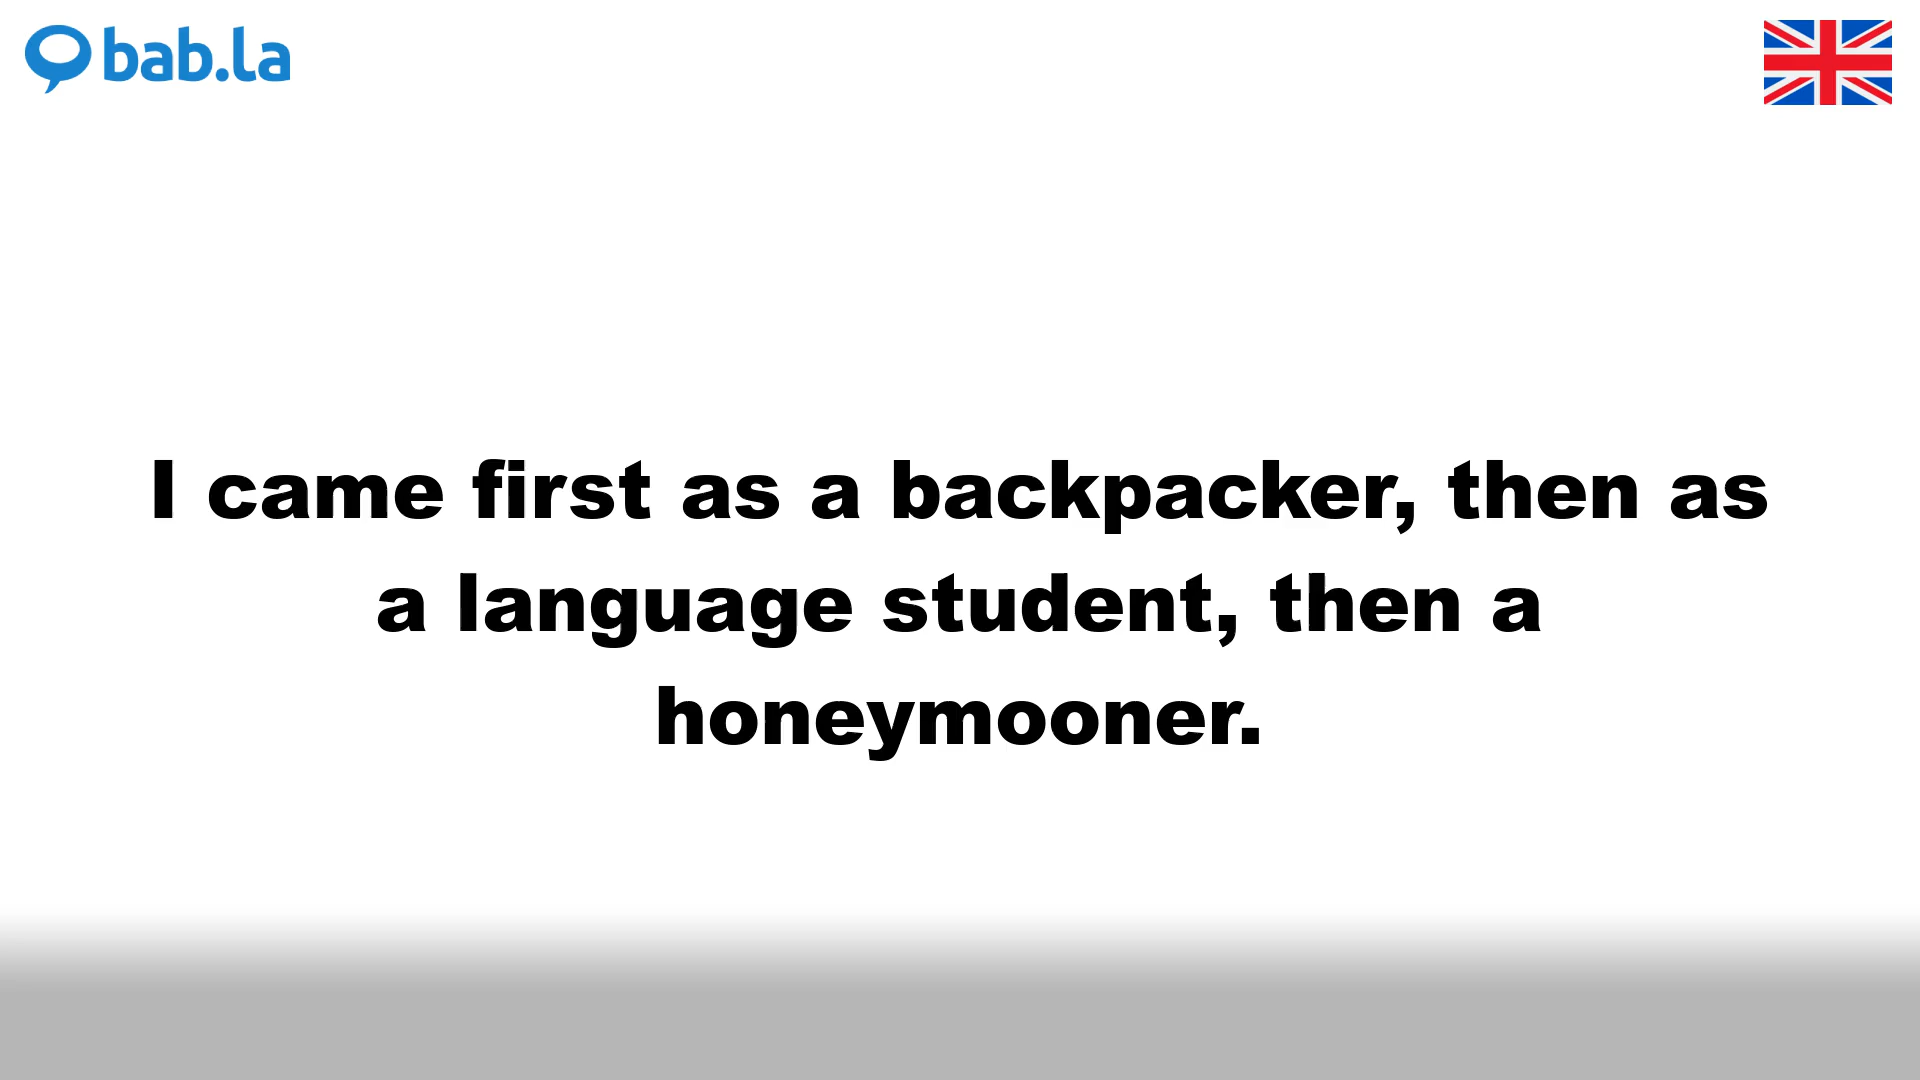 bab.la
I came first as a backpacker, then as
a language student, then a
honeymooner.